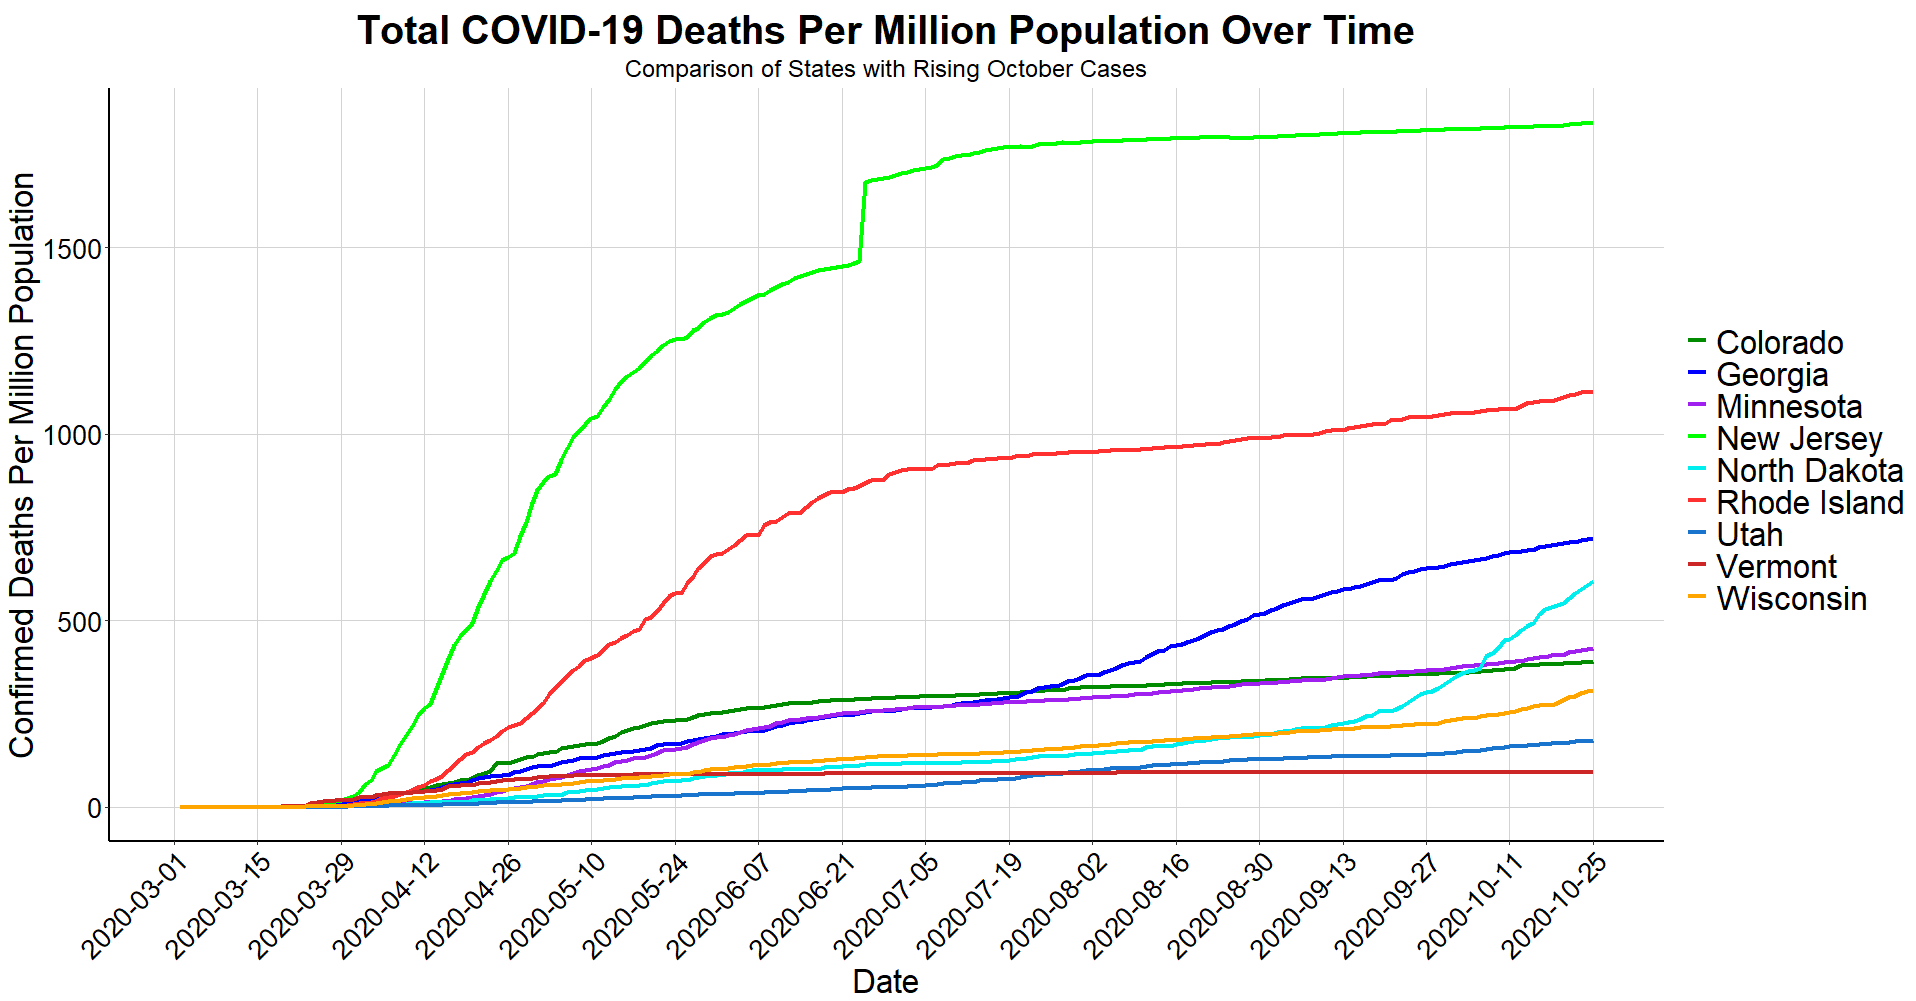 Total COVID-19 Deaths Per Million Population Over Time
Comparison of States with Rising October Cases
Confirmed Deaths Per Million Population
1500
1000
500
0
2020-03-01
2020-03-15
2020-03-29
2020-04-12
2020-04-26
2020-05-10
2020-05-24
2020-06-07
2020-06-21
2020-07-05
2020-07-19
2020-08-02
2020-08-16
2020-08-30
2020-09-13
2020-09-27
2020-10-11
2020-10-25
Date
Colorado
Georgia
Minnesota
New Jersey
North Dakota
Rhode Island
Utah
Vermont
Wisconsin